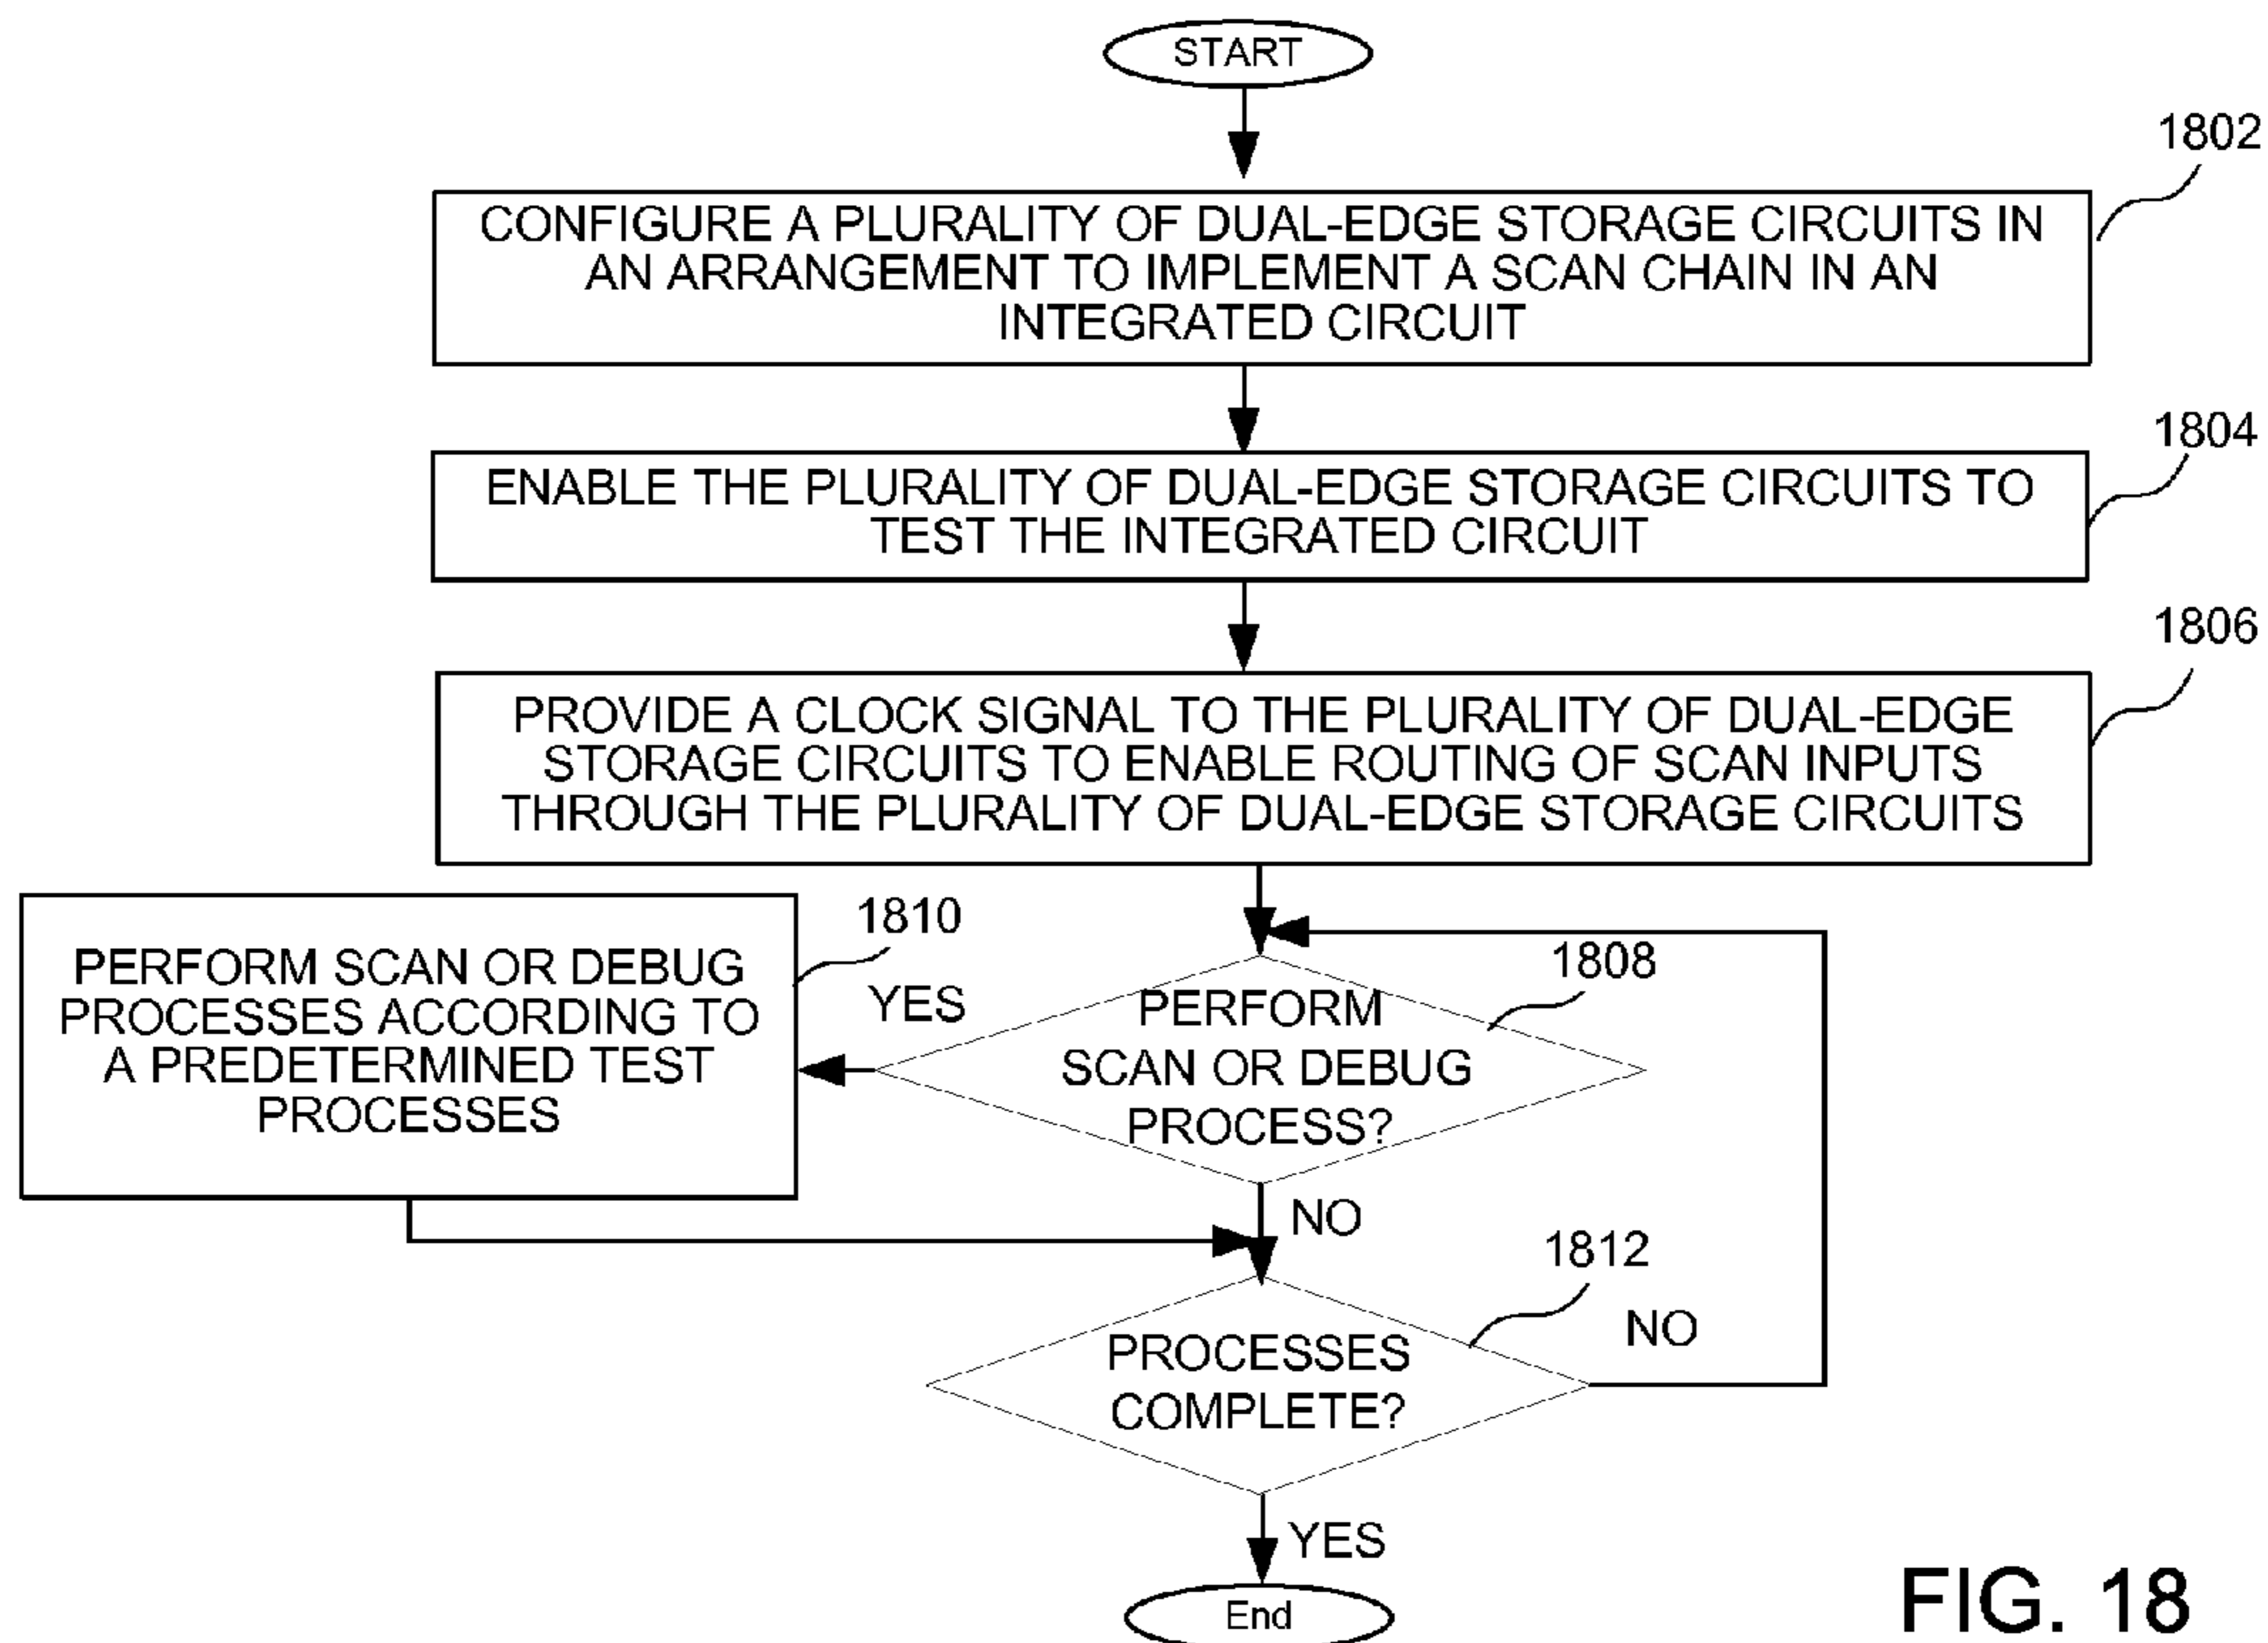 START
1802
CONFIGURE A PLURALITY OF DUAL-EDGE STORAGE CIRCUITS IN
AN ARRANGEMENT TO IMPLEMENT A SCAN CHAIN IN AN
INTEGRATED CIRCUIT
1804
ENABLE THE PLURALITY OF DUAL-EDGE STORAGE CIRCUITS TO
TEST THE INTEGRATED CIRCUIT
1806
PROVIDE A CLOCK SIGNAL TO THE PLURALITY OF DUAL-EDGE
STORAGE CIRCUITS TO ENABLE ROUTING OF SCAN INPUTS
THROUGH THE PLURALITY OF DUAL-EDGE STORAGE CIRCUITS
1810
PERFORM SCAN OR DEBUG
PROCESSES ACCORDING TO
A PREDETERMINED TEST
PROCESSES
YES
1808
PERFORM
SCAN OR DEBUG
PROCESS?
NO
1812
PROCESSES
COMPLETE?
NO
YES
End
FIG. 18